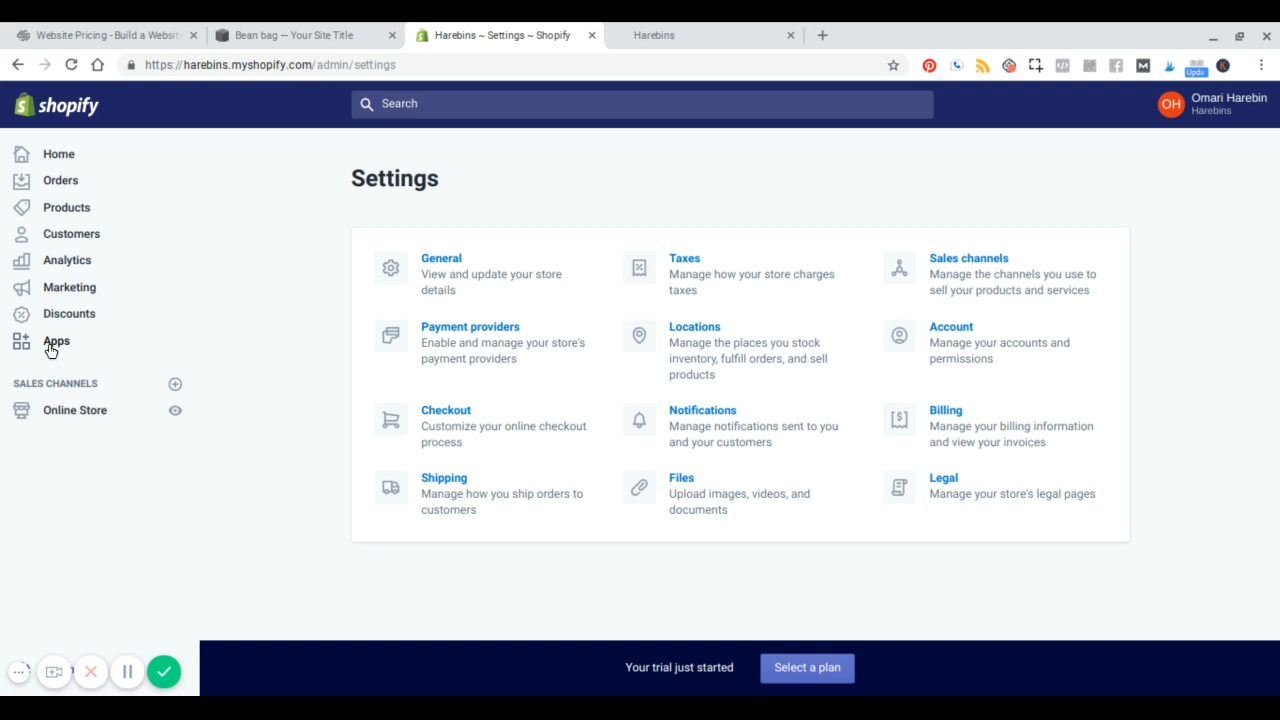 Website Pricing - Build a Website
Bean bag — Your Site Title
Harebins ~ Settings ~ Shopify
Harebins
https://harebins.myshopify.com/admin/settings
Upda
K
shopify
Search
OH
Omari Harebin
Harebins
Home
Orders
Products
Customers
Analytics
Marketing
Discounts
Apps
SALES CHANNELS
Online Store
Settings
General
View and update your store
details
Taxes
Manage how your store charges
taxes
Sales channels
Manage the channels you use to
sell your products and services
Payment providers
Enable and manage your store's
payment providers
Locations
Manage the places you stock
inventory, fulfill orders, and sell
products
Account
Manage your accounts and
permissions
Checkout
Customize your online checkout
process
Notifications
Manage notifications sent to you
and your customers
Billing
Manage your billing information
and view your invoices
Shipping
Manage how you ship orders to
customers
Files
Upload images, videos, and
documents
Legal
Manage your store's legal pages
Your trial just started
Select a plan